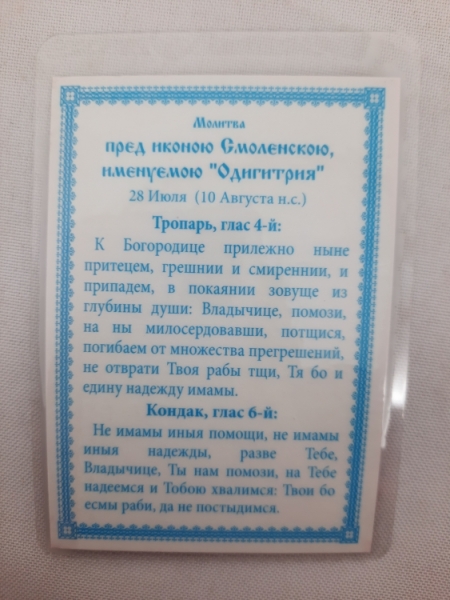 Молитва
пред иконою Смоленскою,
именуемою "Одигитрия"
28 Июля (10 Августа н.с.)
Тропарь, глас 4-й:
К Богородице прилежно ныне
притецем, грешнии и смиреннии, и
припадем, в покаянии зовуще из
глубины души: Владычице, помози,
на ны милосердовавши, потщися,
погибаем от множества прегрешений,
не отврати Твоя рабы тщи, Тя бо и
едину надежду имамы.
Кондак, глас 6-й:
Не имамы иныя помощи, не имамы
иныя надежды, разве Тебе,
Владычице, Ты нам помози, на Тебе
надеемся и Тобою хвалимся: Твои бо
есмы раби, да не постыдимся.